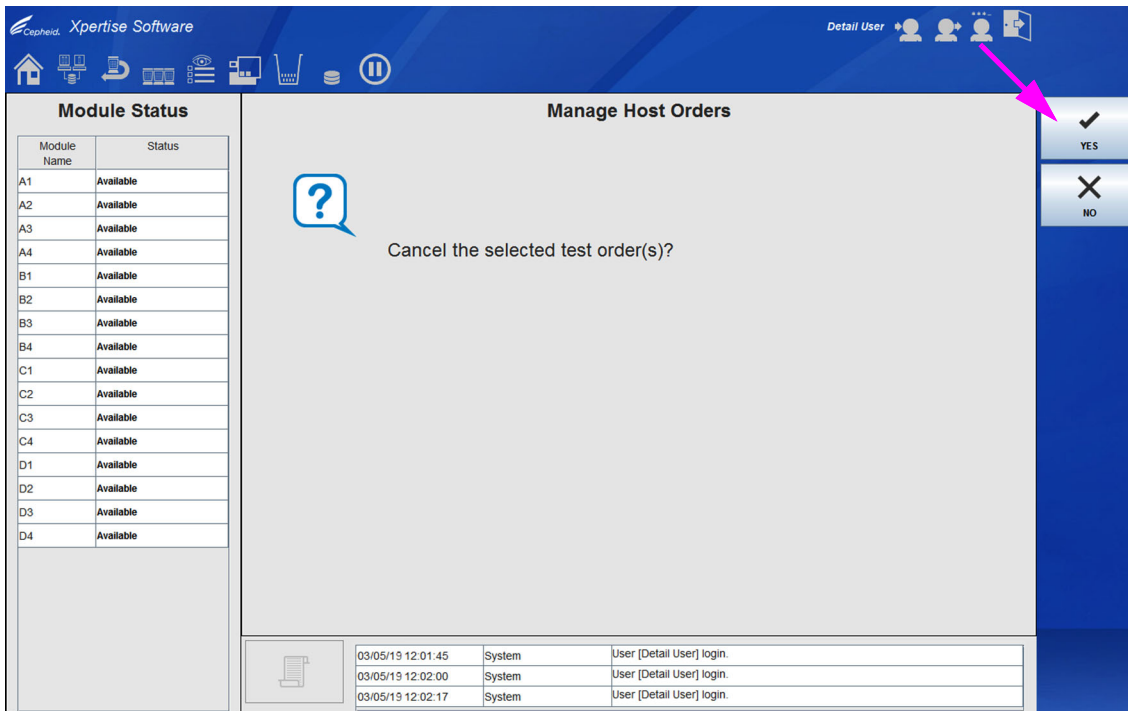 Cepheid. Xpertise Software
Detail User
Module Status
Module Name Status
A1 Available
A2 Available
A3 Available
A4 Available
B1 Available
B2 Available
B3 Available
B4 Available
C1 Available
C2 Available
C3 Available
C4 Available
D1 Available
D2 Available
D3 Available
D4 Available
Manage Host Orders
?
Cancel the selected test order(s)?
YES
NO
03/05/19 12:01:45 System User [Detail User] login.
03/05/19 12:02:00 System User [Detail User] login.
03/05/19 12:02:17 System User [Detail User] login.